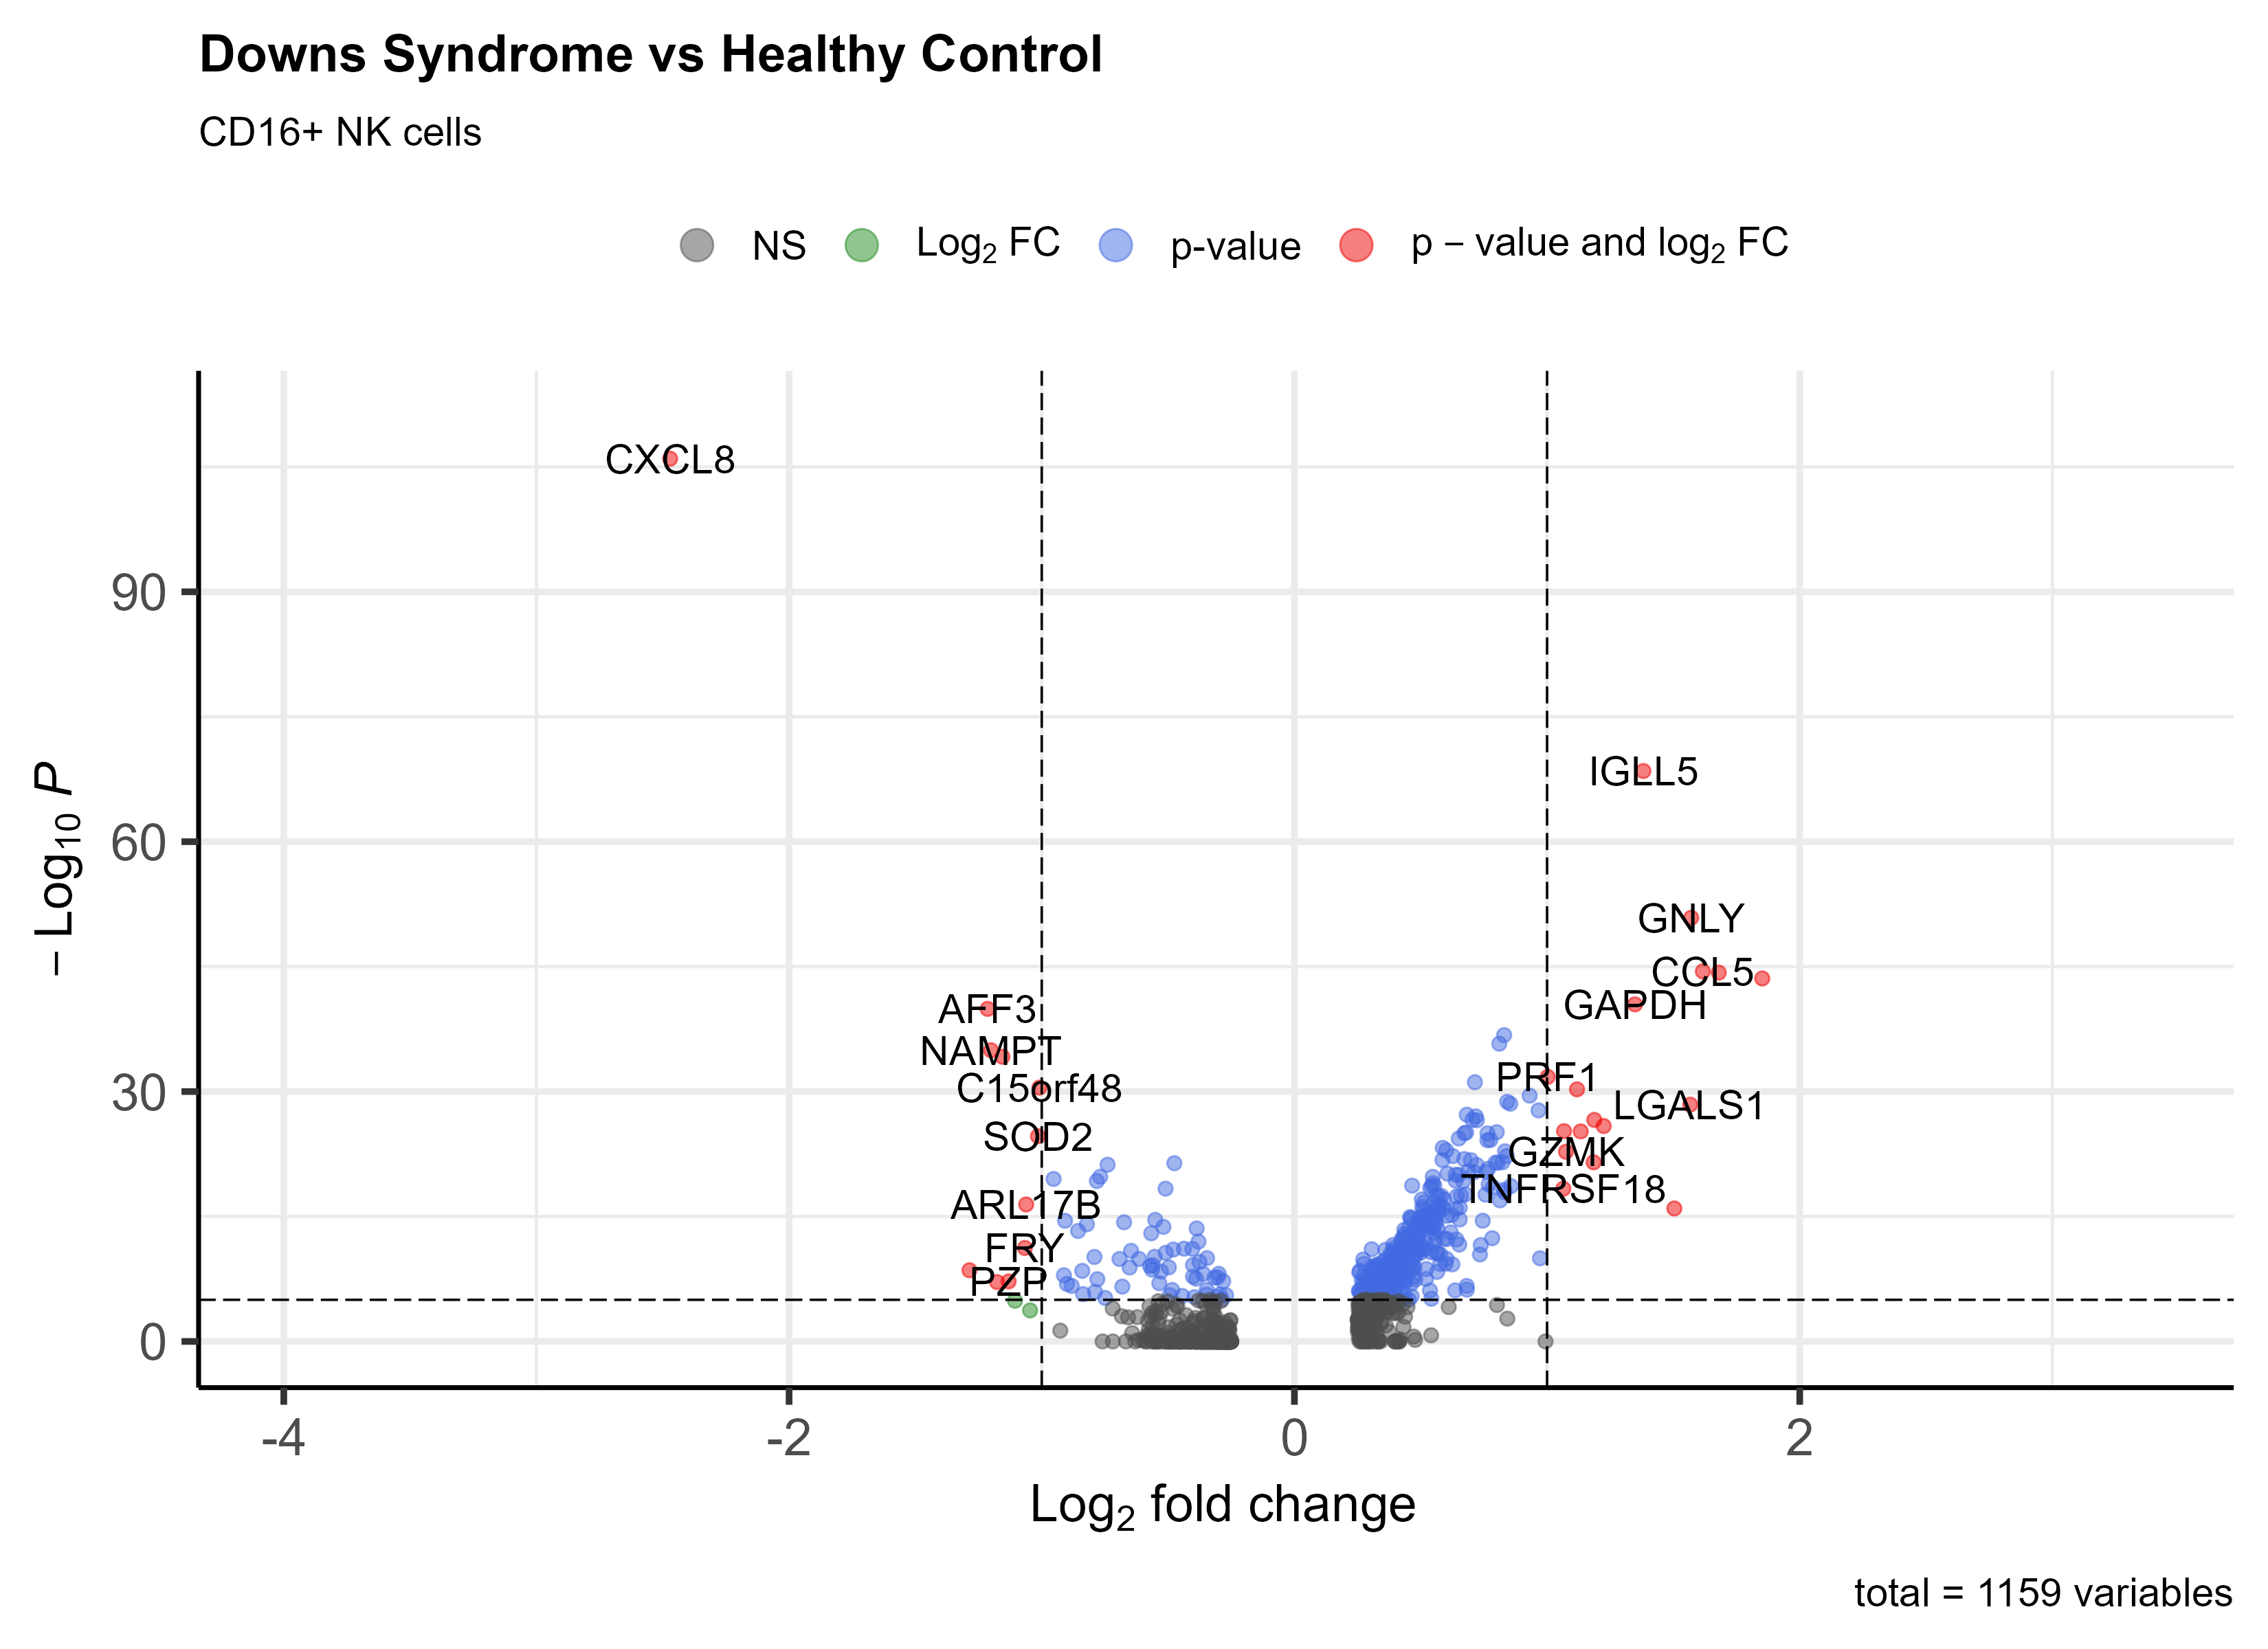 Downs Syndrome vs Healthy Control
CD16+ NK cells
NS Log2 FC p-value p − value and log2 FC
CXCL8
90
IGLL5
− Log10 P
60
GNLY
CCL5
AFF3
GAPDH
NAMPT
30
C15orf48
PRF1
LGALS1
SOD2
GZMK
TNFRSF18
ARL17B
FRY
PZP
0
-4 -2 0 2
Log2 fold change
total = 1159 variables